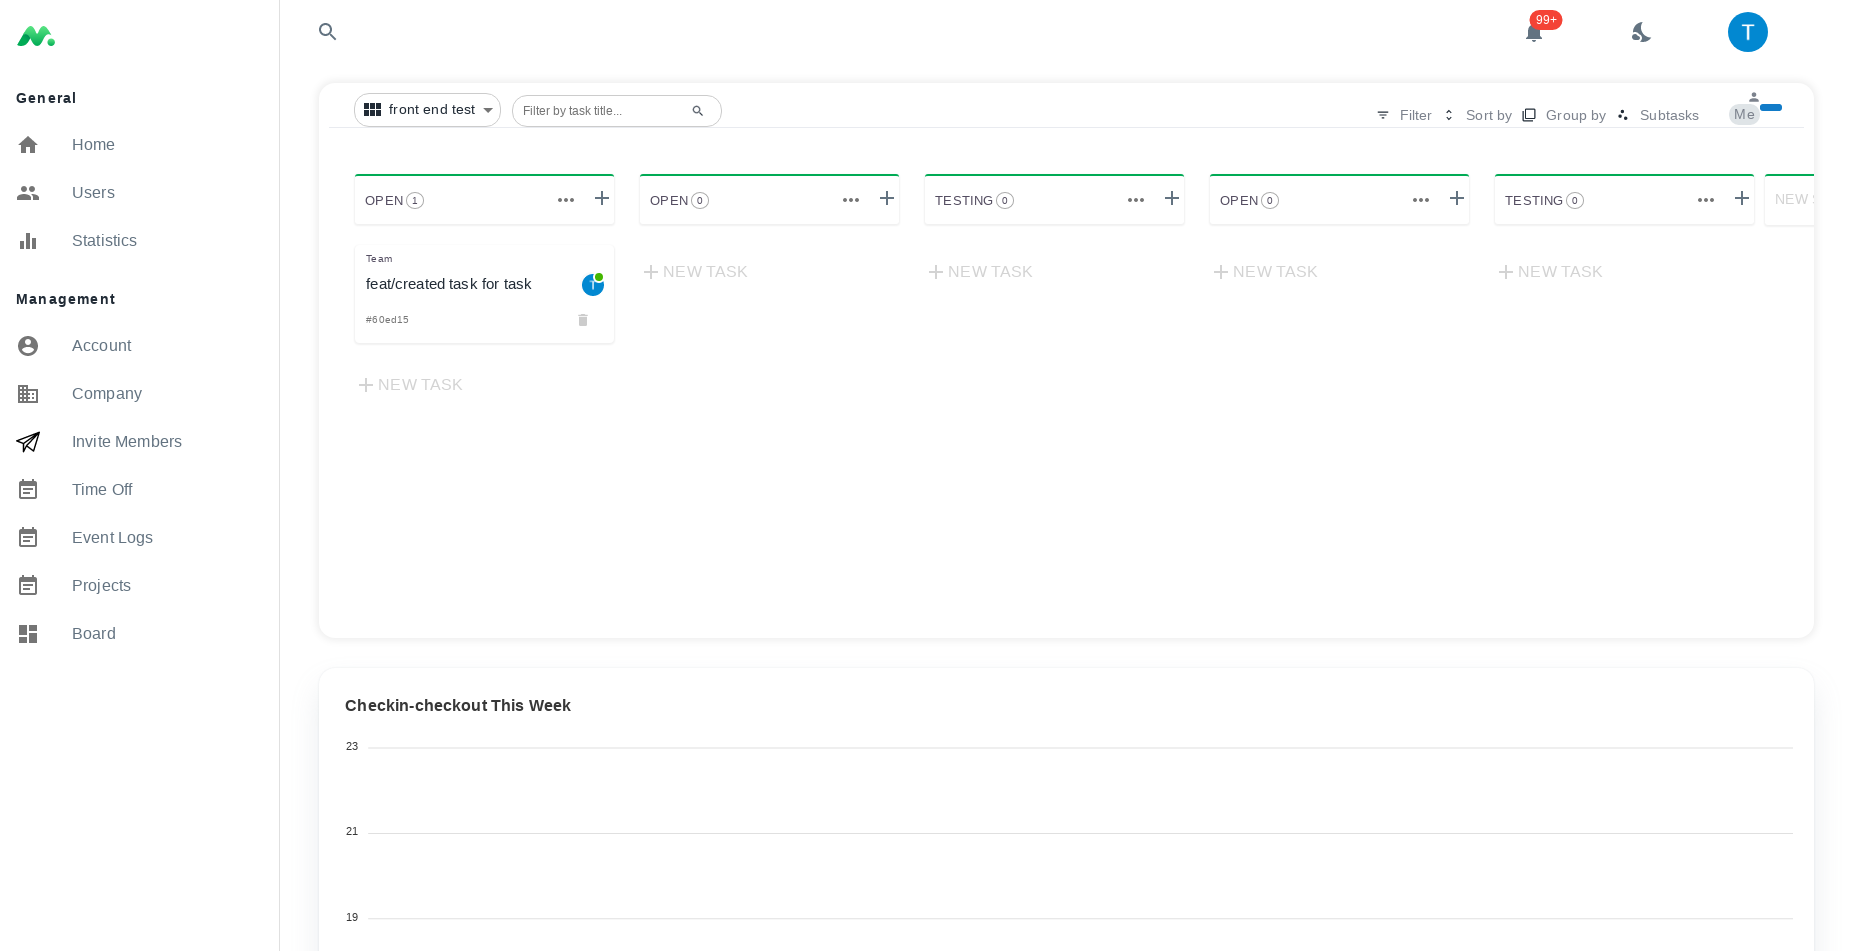 99+
T
General
Home
Users
Statistics
Management
Account
Company
Invite Members
Time Off
Event Logs
Projects
Board
front end test
Filter by task title...
Filter
Sort by
Group by
Subtasks
Me
OPEN 1
OPEN 0
TESTING 0
OPEN 0
TESTING 0
NEW
Team
feat/created task for task
T
#60ed15
NEW TASK
NEW TASK
NEW TASK
NEW TASK
NEW TASK
Checkin-checkout This Week
23
21
19